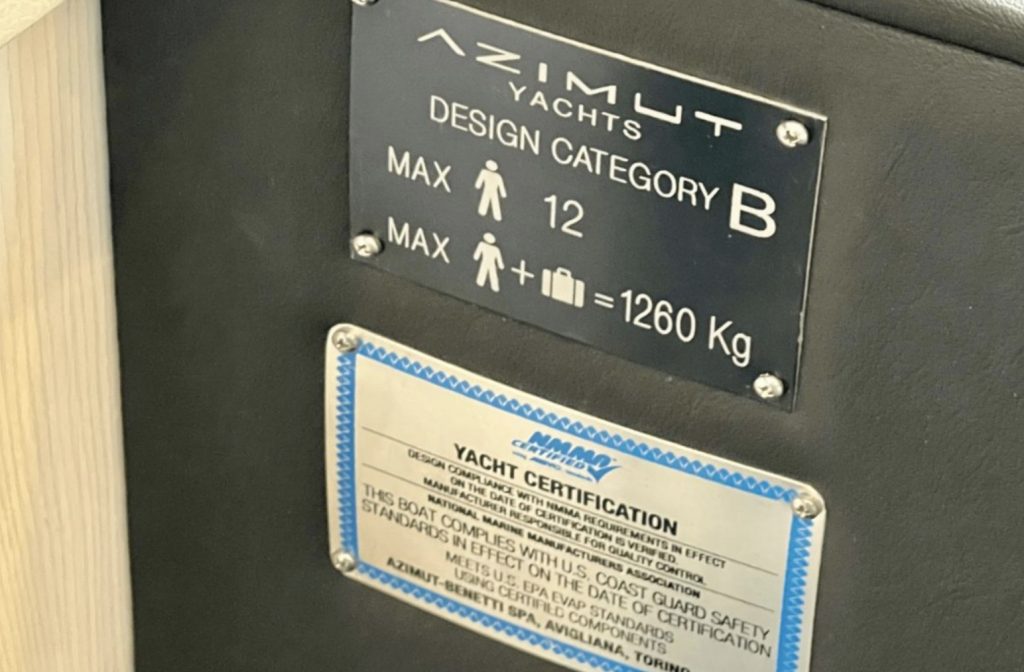 AZIMUT
YACHTS
DESIGN CATEGORY B
MAX 12
MAX + = 1260 Kg
NMMA
CERTIFIED
YACHT CERTIFICATION
DESIGN COMPLIANCE WITH NMMA REQUIREMENTS IN EFFECT
ON THE DATE OF CERTIFICATION IS VERIFIED.
MANUFACTURER RESPONSIBLE FOR QUALITY CONTROL
NATIONAL MARINE MANUFACTURERS ASSOCIATION
THIS BOAT COMPLIES WITH U.S. COAST GUARD SAFETY
STANDARDS IN EFFECT ON THE DATE OF CERTIFICATION
MEETS U.S. EPA EVAP STANDARDS
USING CERTIFIED COMPONENTS
AZIMUT-BENETTI SPA, AVIGLIANA, TORINO